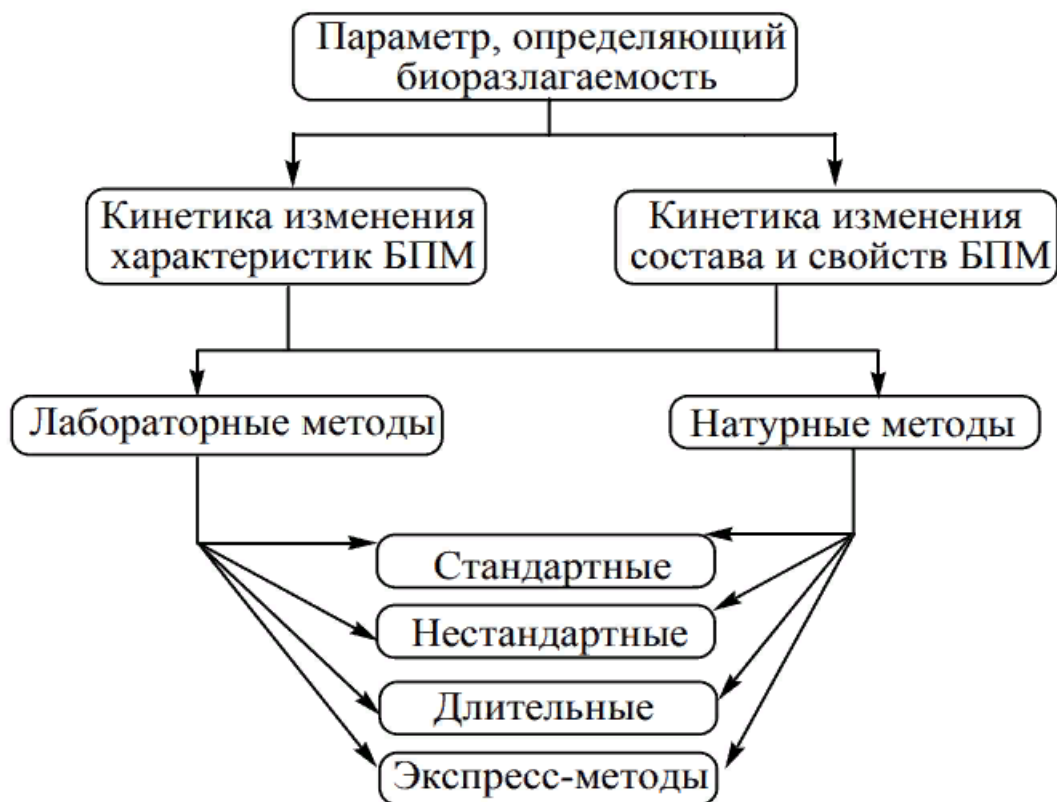 Параметр, определяющий
биоразлагаемость
Кинетика изменения
характеристик БПМ
Кинетика изменения
состава и свойств БПМ
Лабораторные методы
Натурные методы
Стандартные
Нестандартные
Длительные
Экспресс-методы